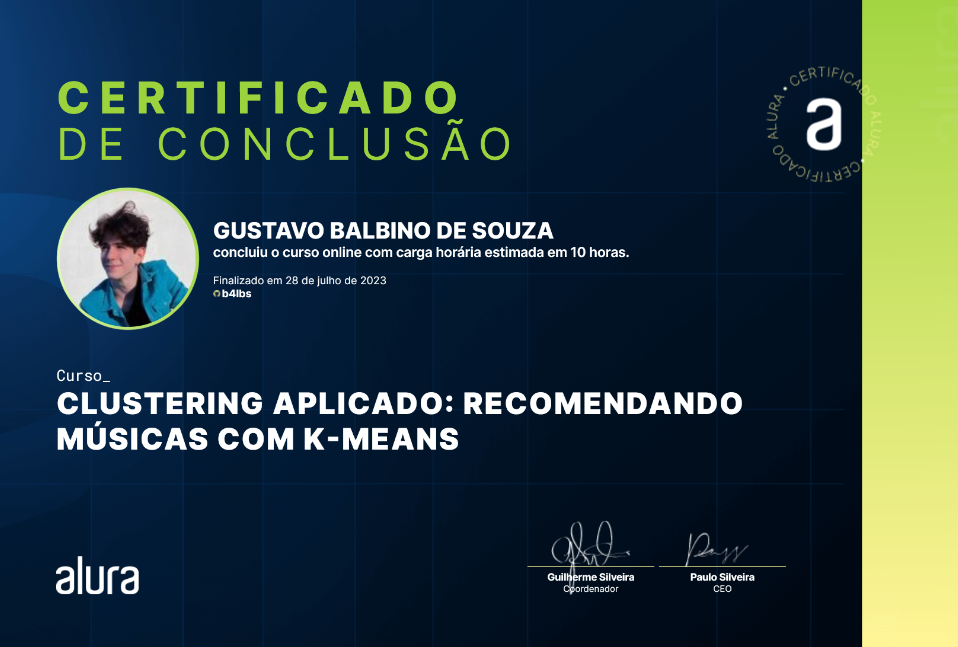 CERTIFICADO
DE CONCLUSÃO
• CERTIFICADO ALURA • CERTIFICADO ALURA
a
GUSTAVO BALBINO DE SOUZA
concluiu o curso online com carga horária estimada em 10 horas.
Finalizado em 28 de julho de 2023
b4lbs
Curso_
CLUSTERING APLICADO: RECOMENDANDO
MÚSICAS COM K-MEANS
alura
Guilherme Silveira
Coordenador
Paulo Silveira
CEO